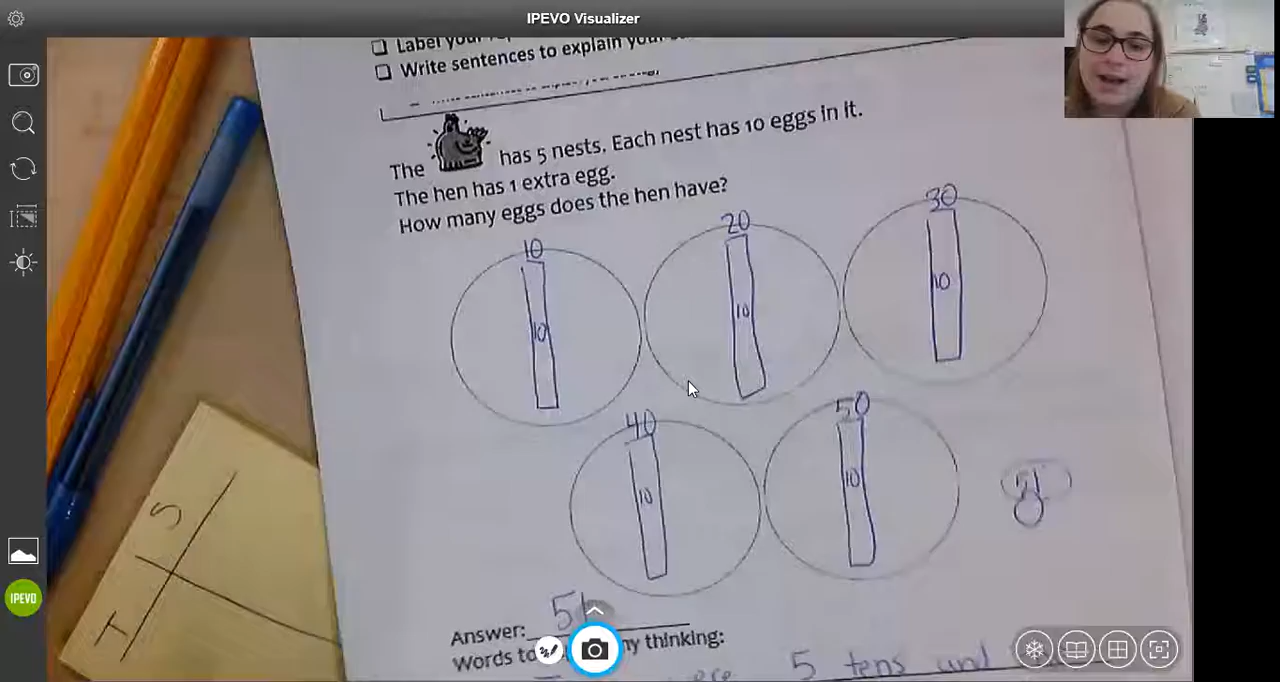 IPEVO Visualizer
Label your
Write sentences to explain your
The has 5 nests. Each nest has 10 eggs in it.
The hen has 1 extra egg.
How many eggs does the hen have?
10
20
30
10
10
10
40
50
10
10
51
S
T
IPEVO
Answer: 51
Words to my thinking:
5 tens and